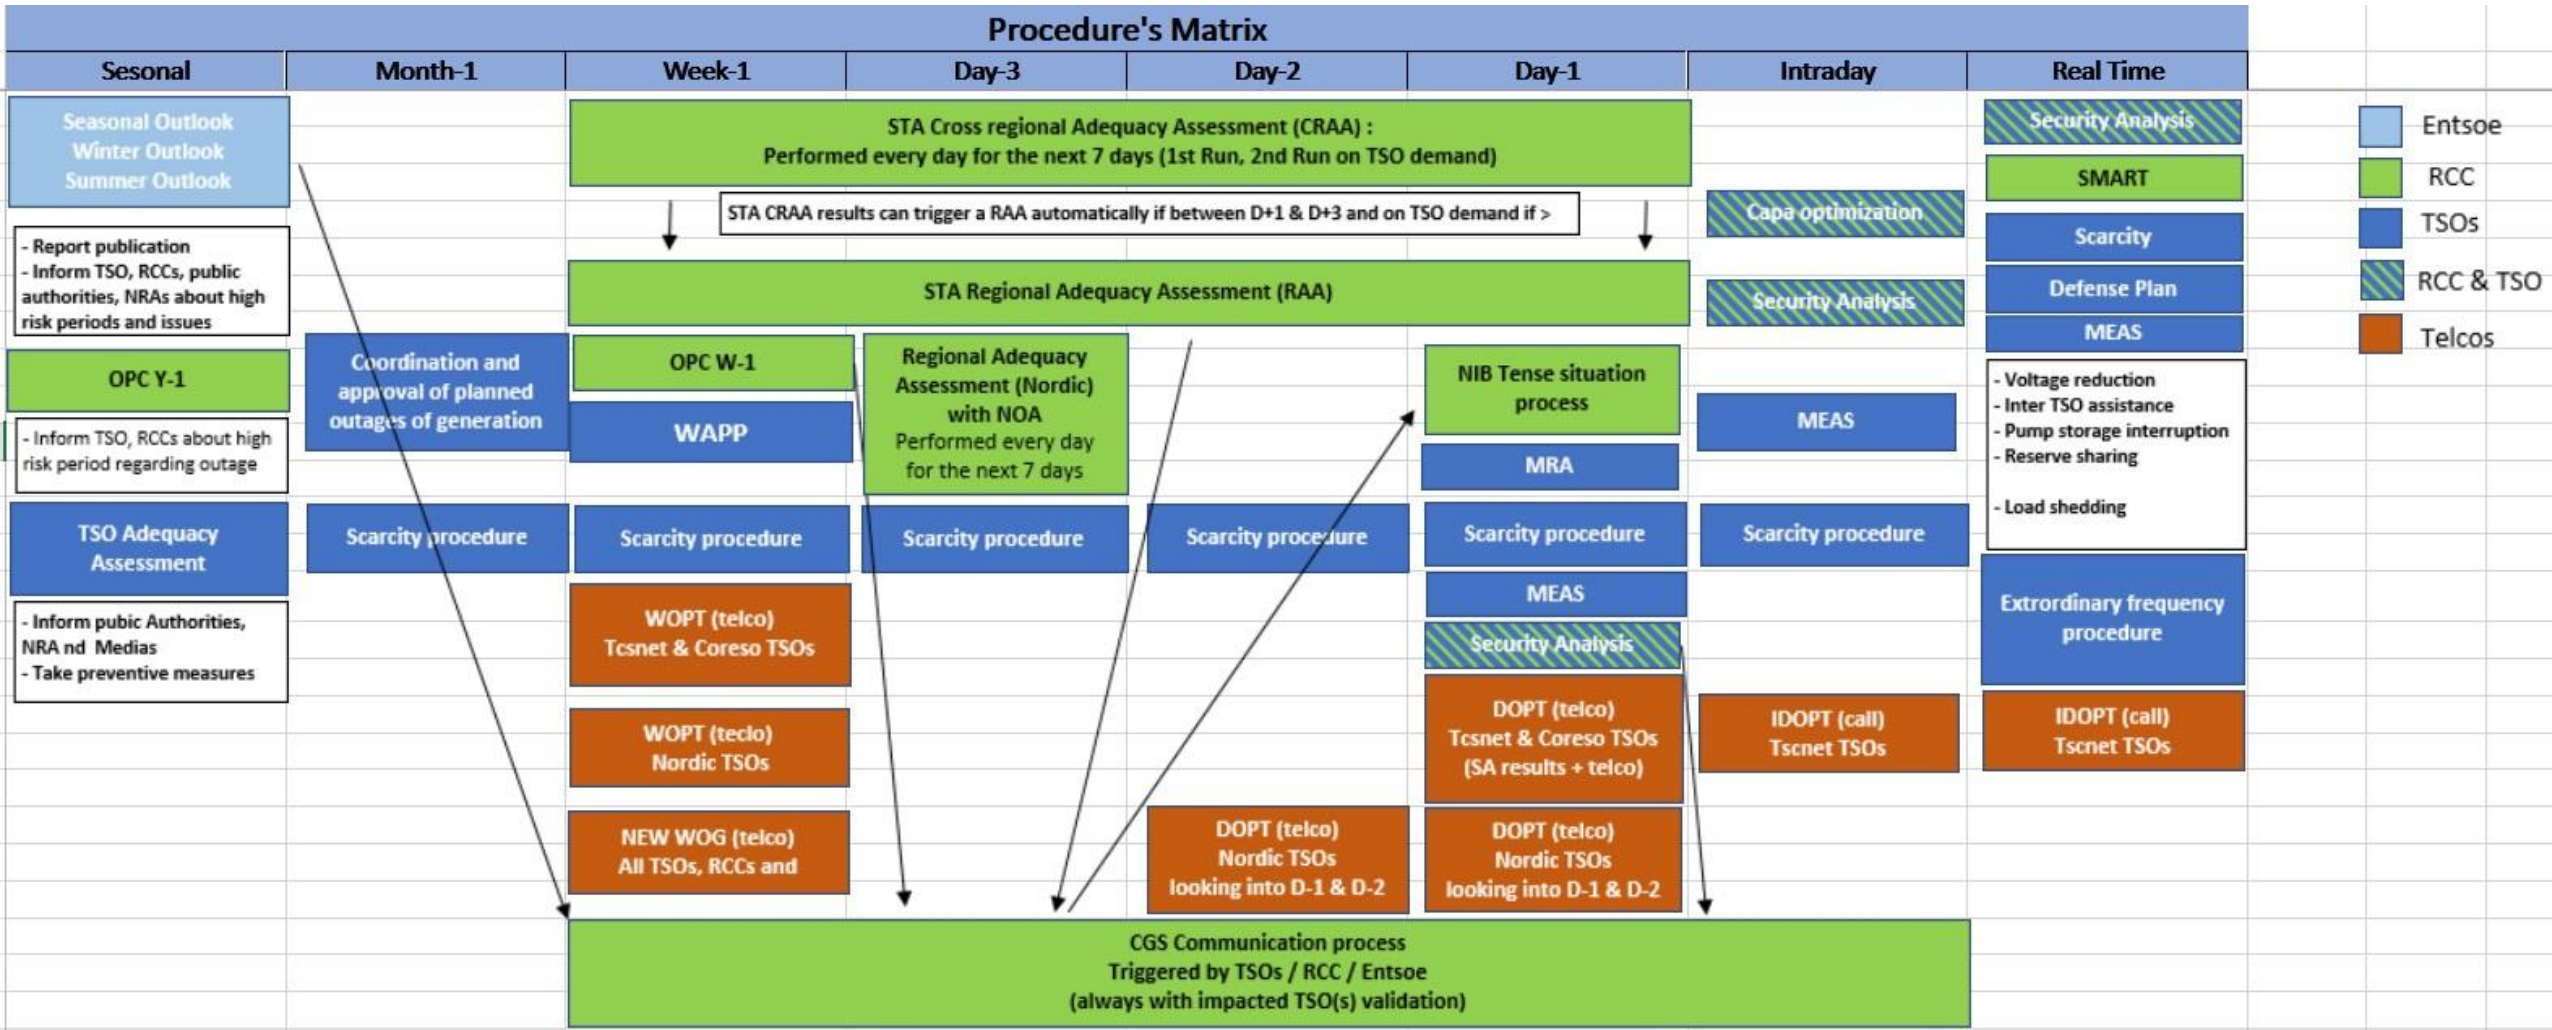 Procedure's Matrix
Sesonal
Month-1
Week-1
Day-3
Day-2
Day-1
Intraday
Real Time
Seasonal Outlook
Winter Outlook
Summer Outlook
- Report publication
- Inform TSO, RCCs, public
authorities, NRAs about high
risk periods and issues
OPC Y-1
- Inform TSO, RCCs about high
risk period regarding outage
TSO Adequacy
Assessment
- Inform pubic Authorities,
NRA nd Medias
- Take preventive measures
Coordination and
approval of planned
outages of generation
Scarcity procedure
STA Cross regional Adequacy Assessment (CRAA) :
Performed every day for the next 7 days (1st Run, 2nd Run on TSO demand)
STA CRAA results can trigger a RAA automatically if between D+1 & D+3 and on TSO demand if >
STA Regional Adequacy Assessment (RAA)
OPC W-1
WAPP
Scarcity procedure
WOPT (telco)
Tcsnet & Coreso TSOs
WOPT (teclo)
Nordic TSOs
NEW WOG (telco)
All TSOs, RCCs and
Regional Adequacy
Assessment (Nordic)
with NOA
Performed every day
for the next 7 days
Scarcity procedure
Scarcity procedure
DOPT (telco)
Nordic TSOs
looking into D-1 & D-2
NIB Tense situation
process
MRA
Scarcity procedure
MEAS
Security Analysis
DOPT (telco)
Tcsnet & Coreso TSOs
(SA results + telco)
DOPT (telco)
Nordic TSOs
looking into D-1 & D-2
Capa optimization
Security Analysis
MEAS
Scarcity procedure
IDOPT (call)
Tscnet TSOs
Security Analysis
SMART
Scarcity
Defense Plan
MEAS
- Voltage reduction
- Inter TSO assistance
- Pump storage interruption
- Reserve sharing
- Load shedding
Extrordinary frequency
procedure
IDOPT (call)
Tscnet TSOs
CGS Communication process
Triggered by TSOs / RCC / Entsoe
(always with impacted TSO(s) validation)
Entsoe
RCC
TSOs
RCC & TSO
Telcos